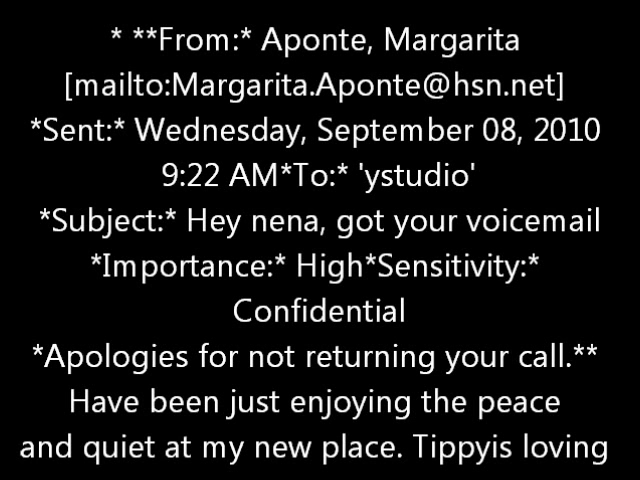 * **From:* Aponte, Margarita
[mailto:Margarita.Aponte@hsn.net]
*Sent:* Wednesday, September 08, 2010
9:22 AM*To:* 'ystudio'
*Subject:* Hey nena, got your voicemail
*Importance:* High*Sensitivity:*
Confidential
*Apologies for not returning your call.**
Have been just enjoying the peace
and quiet at my new place. Tippyis loving